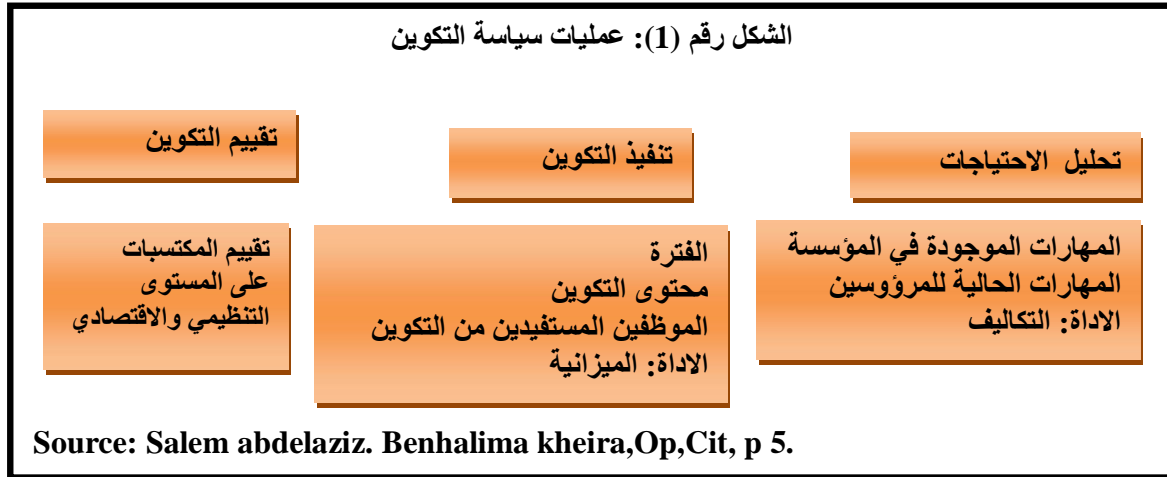 الشكل رقم (1): عمليات سياسة التكوين
تحليل الاحتياجات
تنفيذ التكوين
تقييم التكوين
المهارات الموجودة في المؤسسة
المهارات الحالية للمرؤوسين
الاداة: التكاليف
الفترة
محتوى التكوين
الموظفين المستفيدين من التكوين
الاداة: الميزانية
تقييم المكتسبات
على المستوى
التنظيمي والاقتصادي
Source: Salem abdelaziz. Benhalima kheira,Op,Cit, p 5.